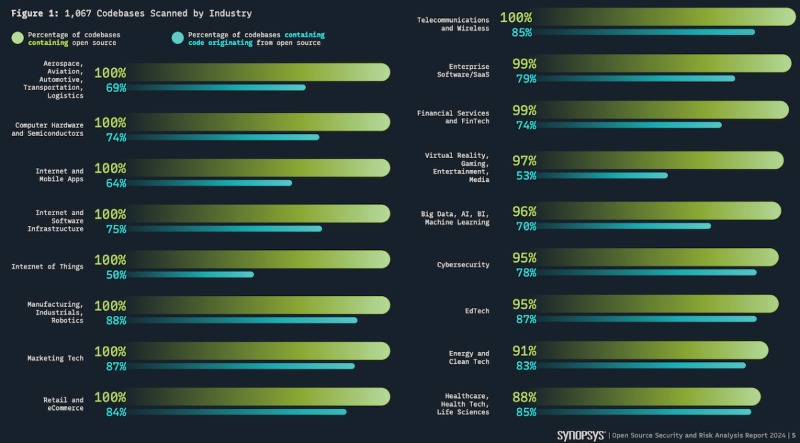 Figure 1: 1,067 Codebases Scanned by Industry
Percentage of codebases
containing open source
Percentage of codebases containing
code originating from open source
Aerospace,
Aviation,
Automotive,
Transportation,
Logistics
100%
69%
Computer Hardware
and Semiconductors
100%
74%
Internet and
Mobile Apps
100%
64%
Internet and
Software
Infrastructure
100%
75%
Internet of Things
100%
50%
Manufacturing,
Industrials,
Robotics
100%
88%
Marketing Tech
100%
87%
Retail and
eCommerce
100%
84%
Telecommunications
and Wireless
100%
85%
Enterprise
Software/SaaS
99%
79%
Financial Services
and FinTech
99%
74%
Virtual Reality,
Gaming,
Entertainment,
Media
97%
53%
Big Data, AI, BI,
Machine Learning
96%
70%
Cybersecurity
95%
78%
EdTech
95%
87%
Energy and
Clean Tech
91%
83%
Healthcare,
Health Tech,
Life Sciences
88%
85%
SYNOPSYS® | Open Source Security and Risk Analysis Report 2024 | 5